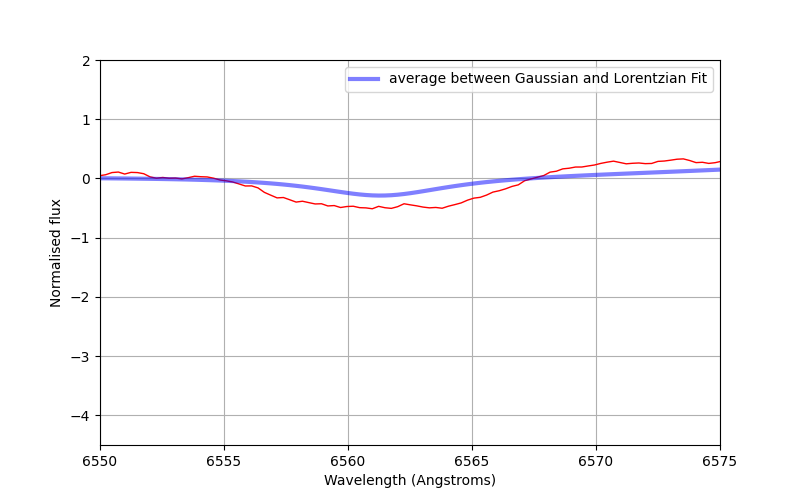 average between Gaussian and Lorentzian Fit
2
1
0
−1
−2
−3
−4
Normalised flux
6550 6555 6560 6565 6570 6575
Wavelength (Angstroms)